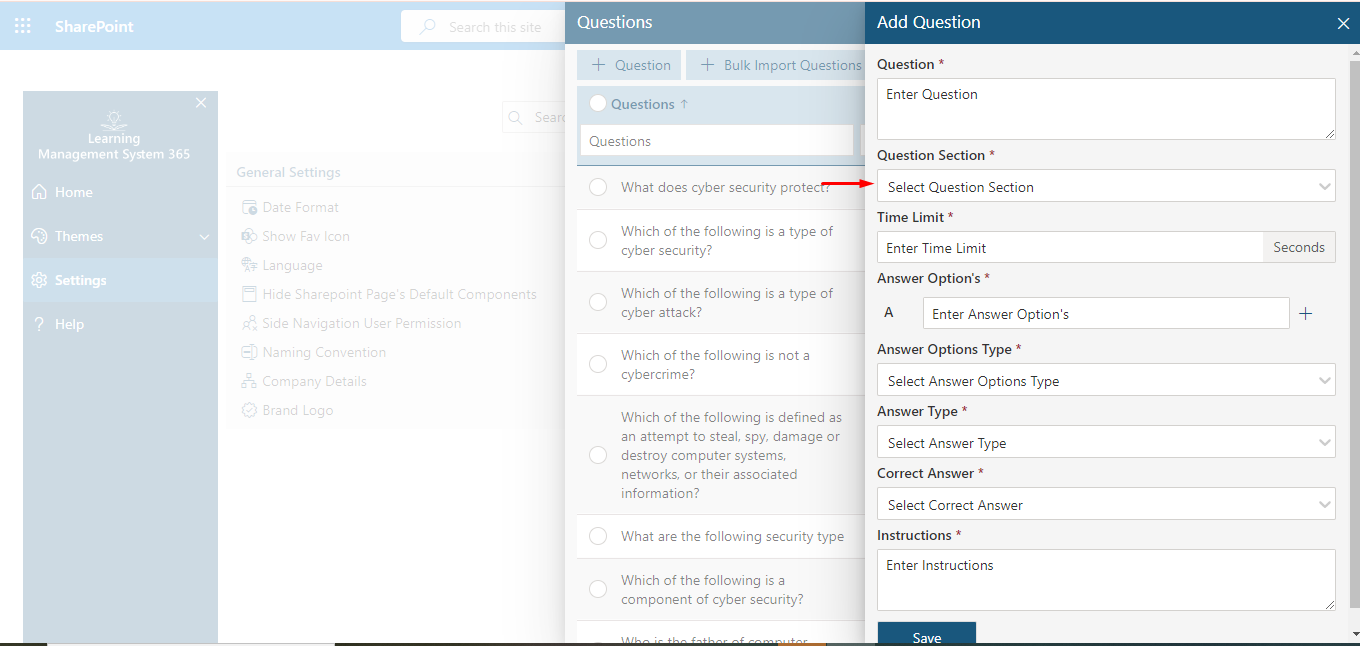 SharePoint
Search this site
Learning
Management System 365
Home
Themes
Settings
Help
General Settings
Date Format
Show Fav Icon
Language
Hide Sharepoint Page's Default Components
Side Navigation User Permission
Naming Convention
Company Details
Brand Logo
Questions
Question
Bulk Import Questions
Questions ↑
Questions
What does cyber security protect?
Which of the following is a type of
cyber security?
Which of the following is a type of
cyber attack?
Which of the following is not a
cybercrime?
Which of the following is defined as
an attempt to steal, spy, damage or
destroy computer systems,
networks, or their associated
information?
What are the following security type
Which of the following is a
component of cyber security?
Who is the father of computer
Add Question
Question *
Enter Question
Question Section *
Select Question Section
Time Limit *
Enter Time Limit
Seconds
Answer Option's *
A
Enter Answer Option's
Answer Options Type *
Select Answer Options Type
Answer Type *
Select Answer Type
Correct Answer *
Select Correct Answer
Instructions *
Enter Instructions
Save